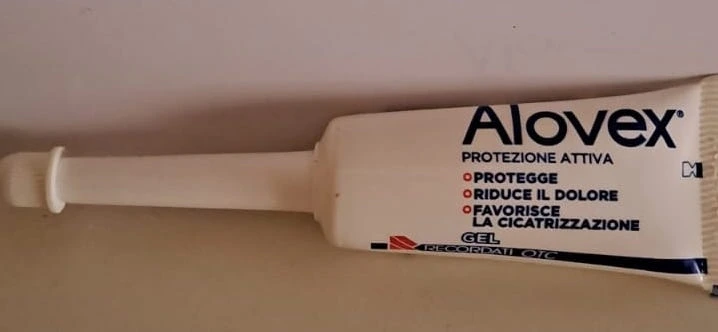 Alovex®
PROTEZIONE ATTIVA
PROTEGGE
RIDUCE IL DOLORE
FAVORISCE
LA CICATRIZZAZIONE
GEL
RECORDATI OTC